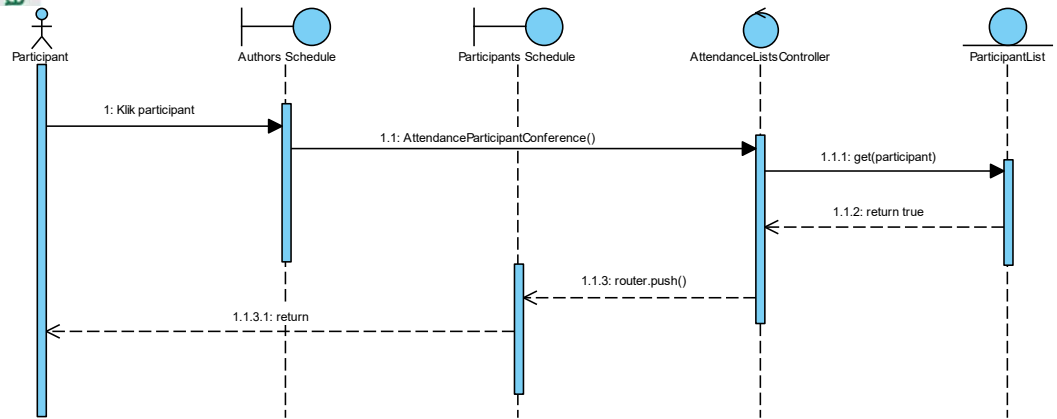 Participant
Authors Schedule
Participants Schedule
AttendanceListsController
ParticipantList
1: Klik participant
1.1: AttendanceParticipantConference()
1.1.1: get(participant)
1.1.2: return true
1.1.3: router.push()
1.1.3.1: return